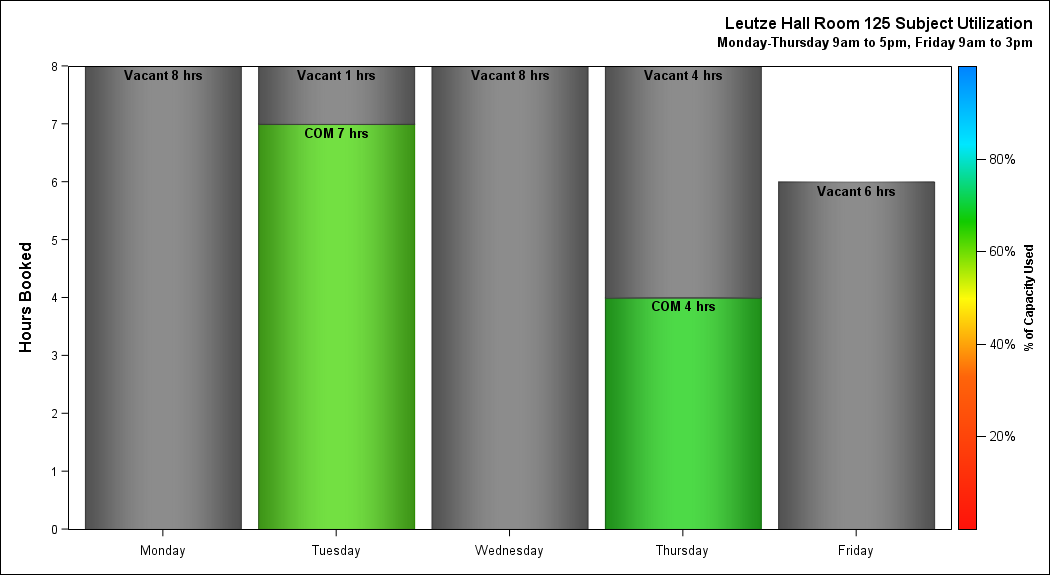 Leutze Hall Room 125 Subject Utilization
Monday-Thursday 9am to 5pm, Friday 9am to 3pm
Hours Booked
8
7
6
5
4
3
2
1
0
Vacant 8 hrs
Vacant 1 hrs
COM 7 hrs
Vacant 8 hrs
Vacant 4 hrs
COM 4 hrs
Vacant 6 hrs
Monday
Tuesday
Wednesday
Thursday
Friday
80%
60%
40%
20%
% of Capacity Used